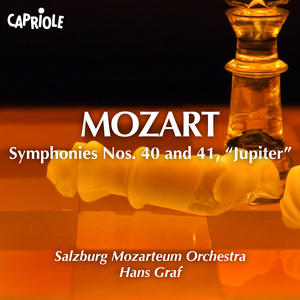 CAPRIOLE
MOZART
Symphonies Nos. 40 and 41, “Jupiter”
Salzburg Mozarteum Orchestra
Hans Graf